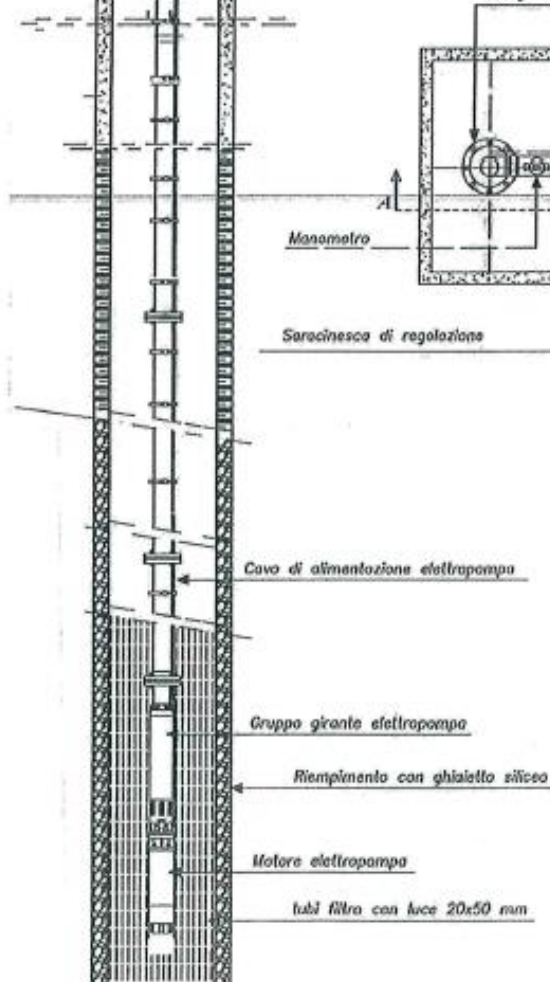 A
Manometro
Saracinesca di regolazione
Cavo di alimentazione elettropompa
Gruppo girante elettropompa
Riempimento con ghiaietto siliceo
Motore elettropompa
tubi filtro con luce 20x50 mm